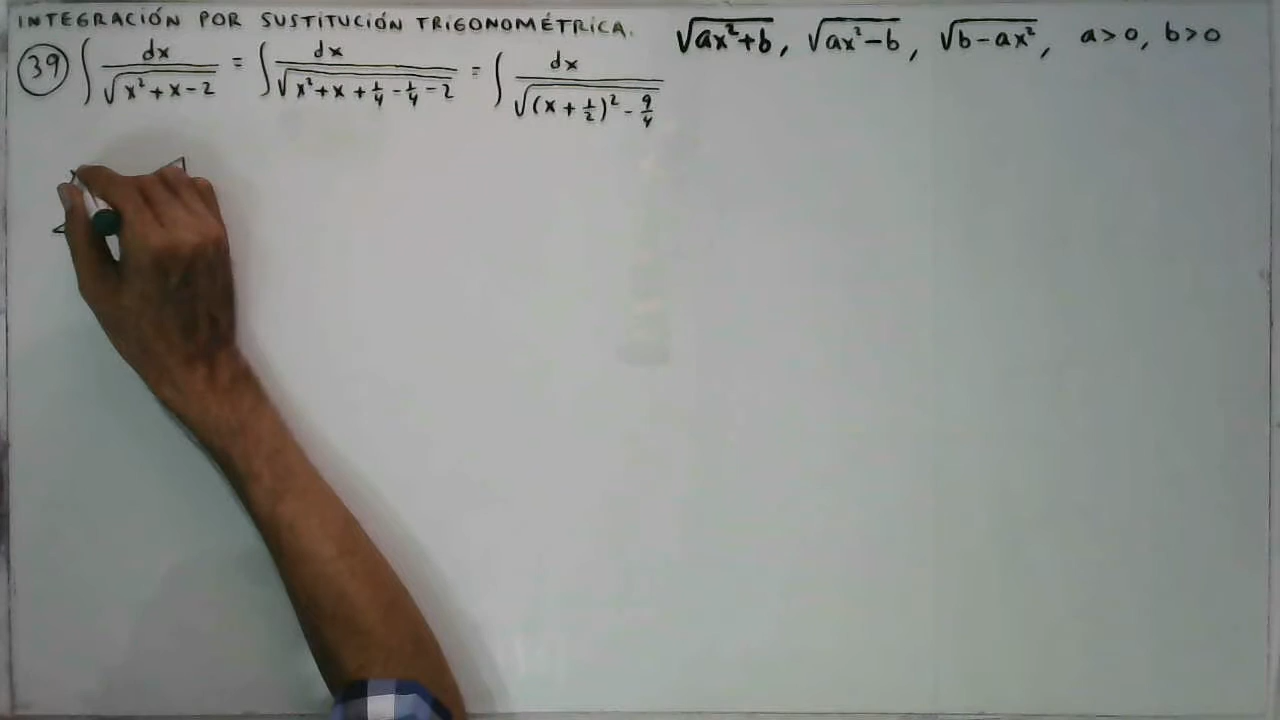 INTEGRACIÓN POR SUSTITUCIÓN TRIGONOMÉTRICA. √(ax²+b), √(ax²-b), √(b-ax²), a>0, b>0
39 ∫ dx/√(x²+x-2) = ∫ dx/√(x²+x+1/4-1/4-2) = ∫ dx/√((x+1/2)²-9/4)